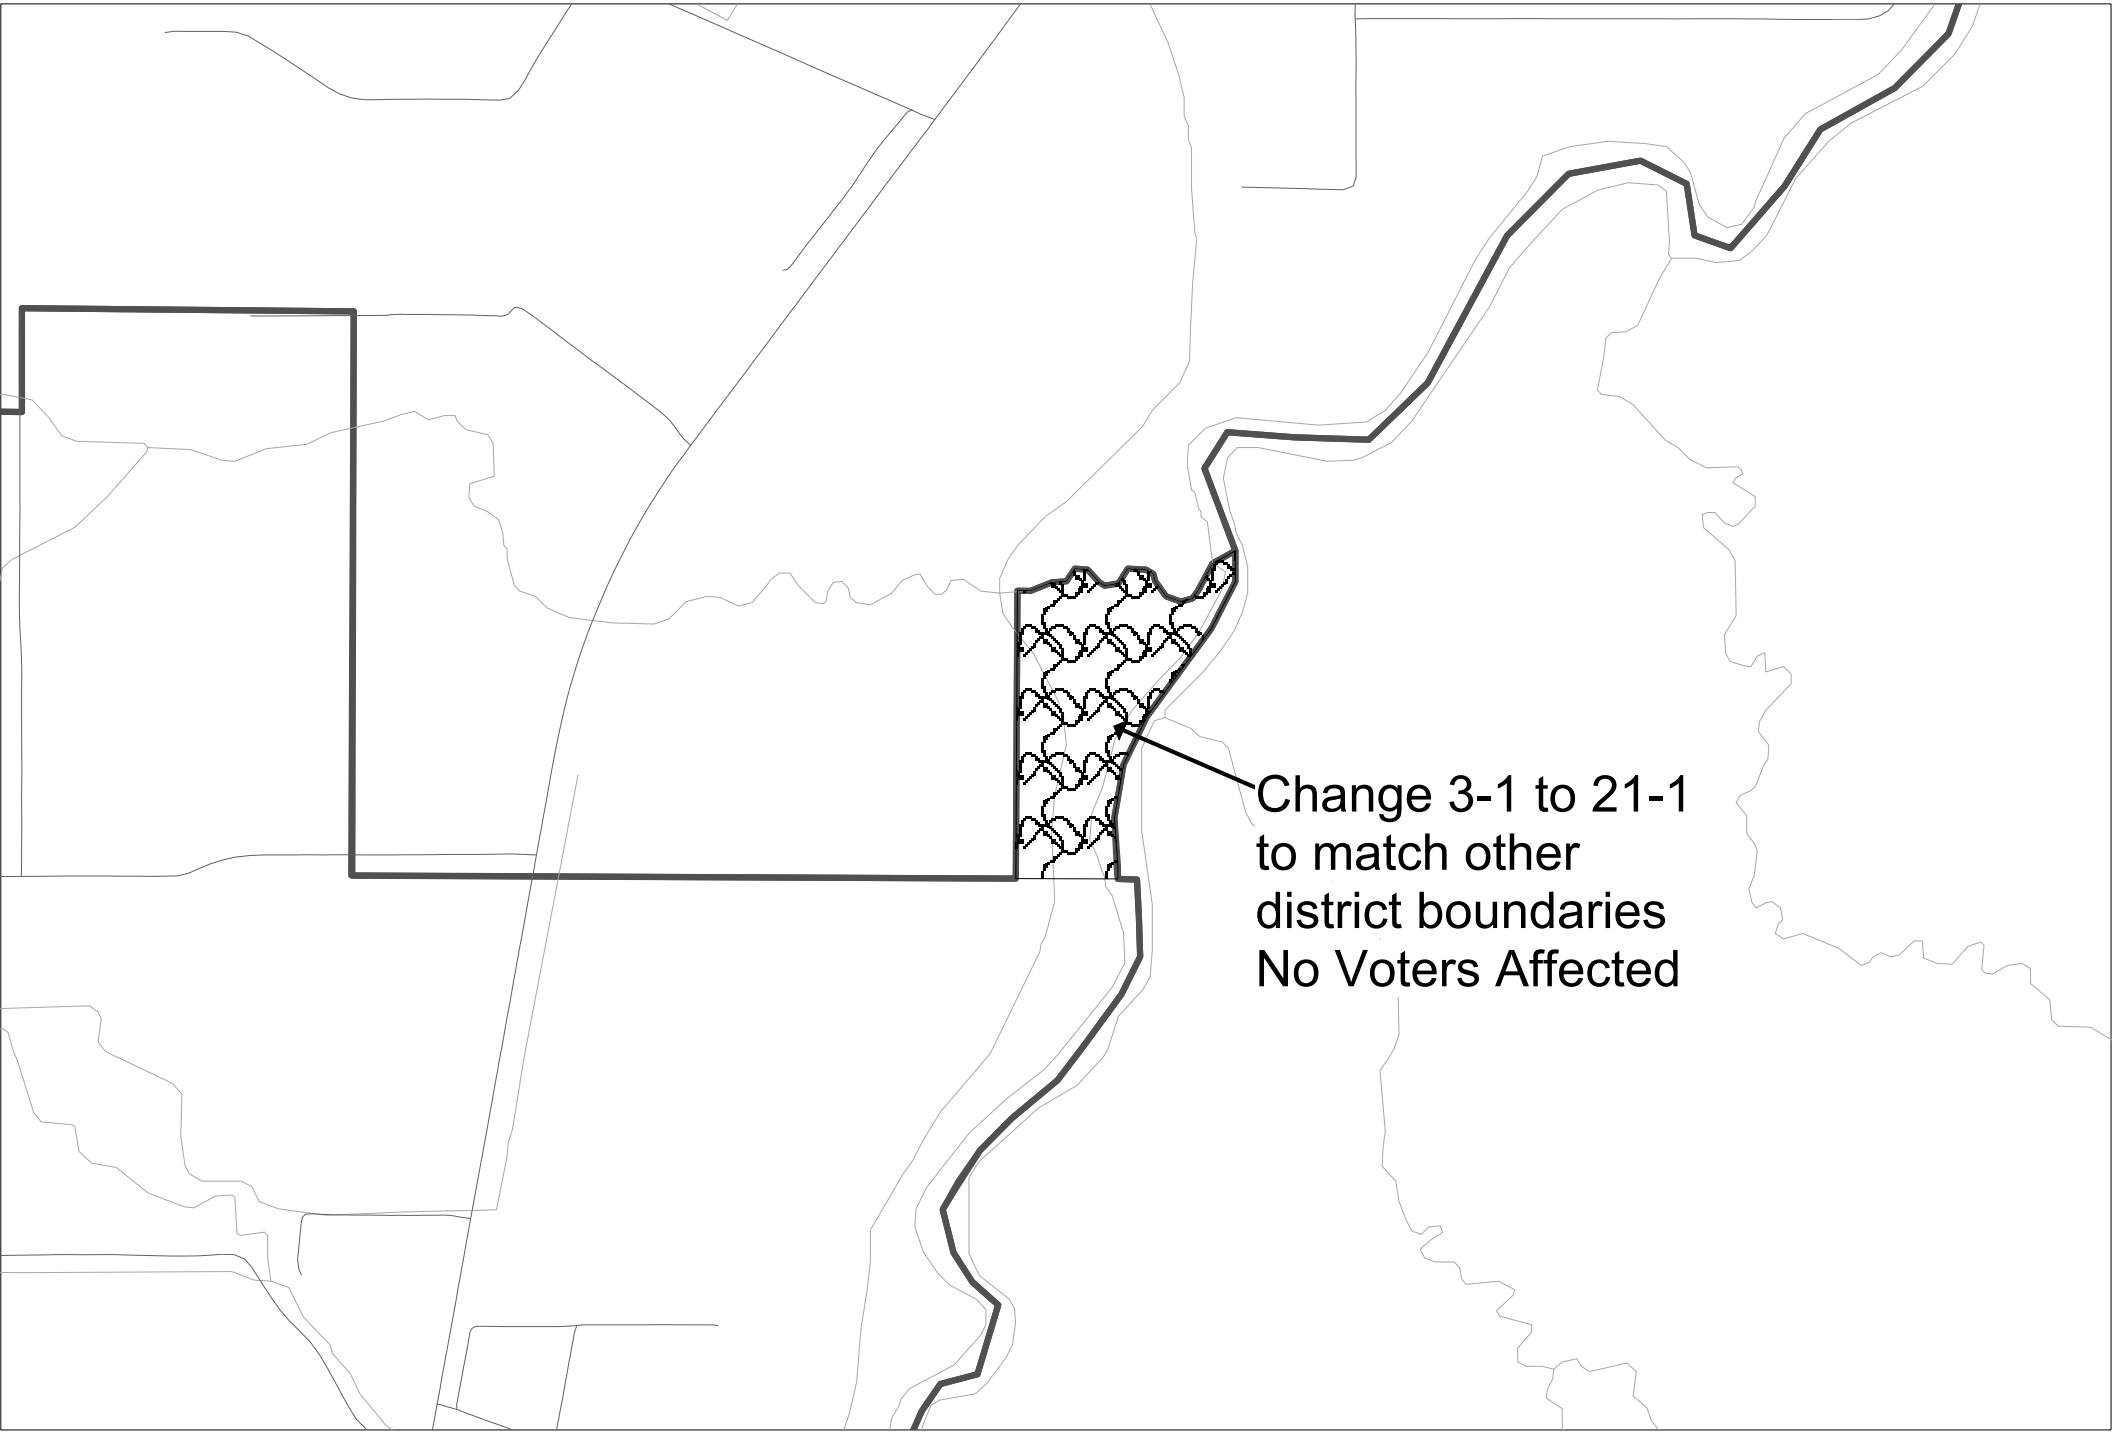 Change 3-1 to 21-1
to match other
district boundaries
No Voters Affected